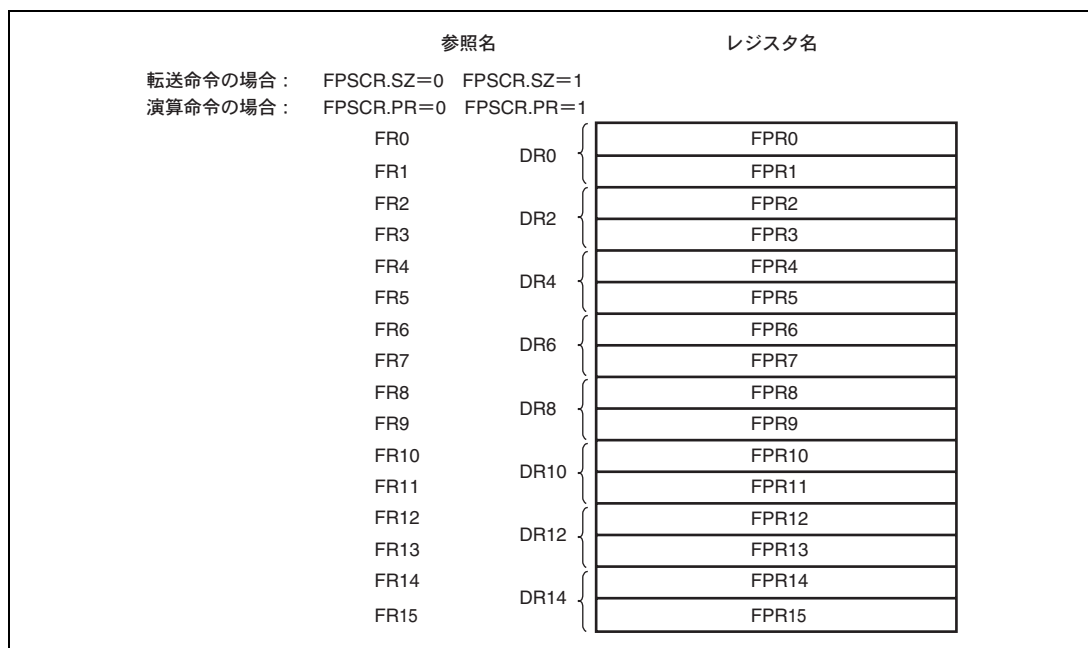 参照名 レジスタ名
転送命令の場合： FPSCR.SZ＝0 FPSCR.SZ＝1
演算命令の場合： FPSCR.PR＝0 FPSCR.PR＝1
FR0 FPR0
DR0
FR1 FPR1
FR2 FPR2
DR2
FR3 FPR3
FR4 FPR4
DR4
FR5 FPR5
FR6 FPR6
DR6
FR7 FPR7
FR8 FPR8
DR8
FR9 FPR9
FR10 FPR10
DR10
FR11 FPR11
FR12 FPR12
DR12
FR13 FPR13
FR14 FPR14
DR14
FR15 FPR15